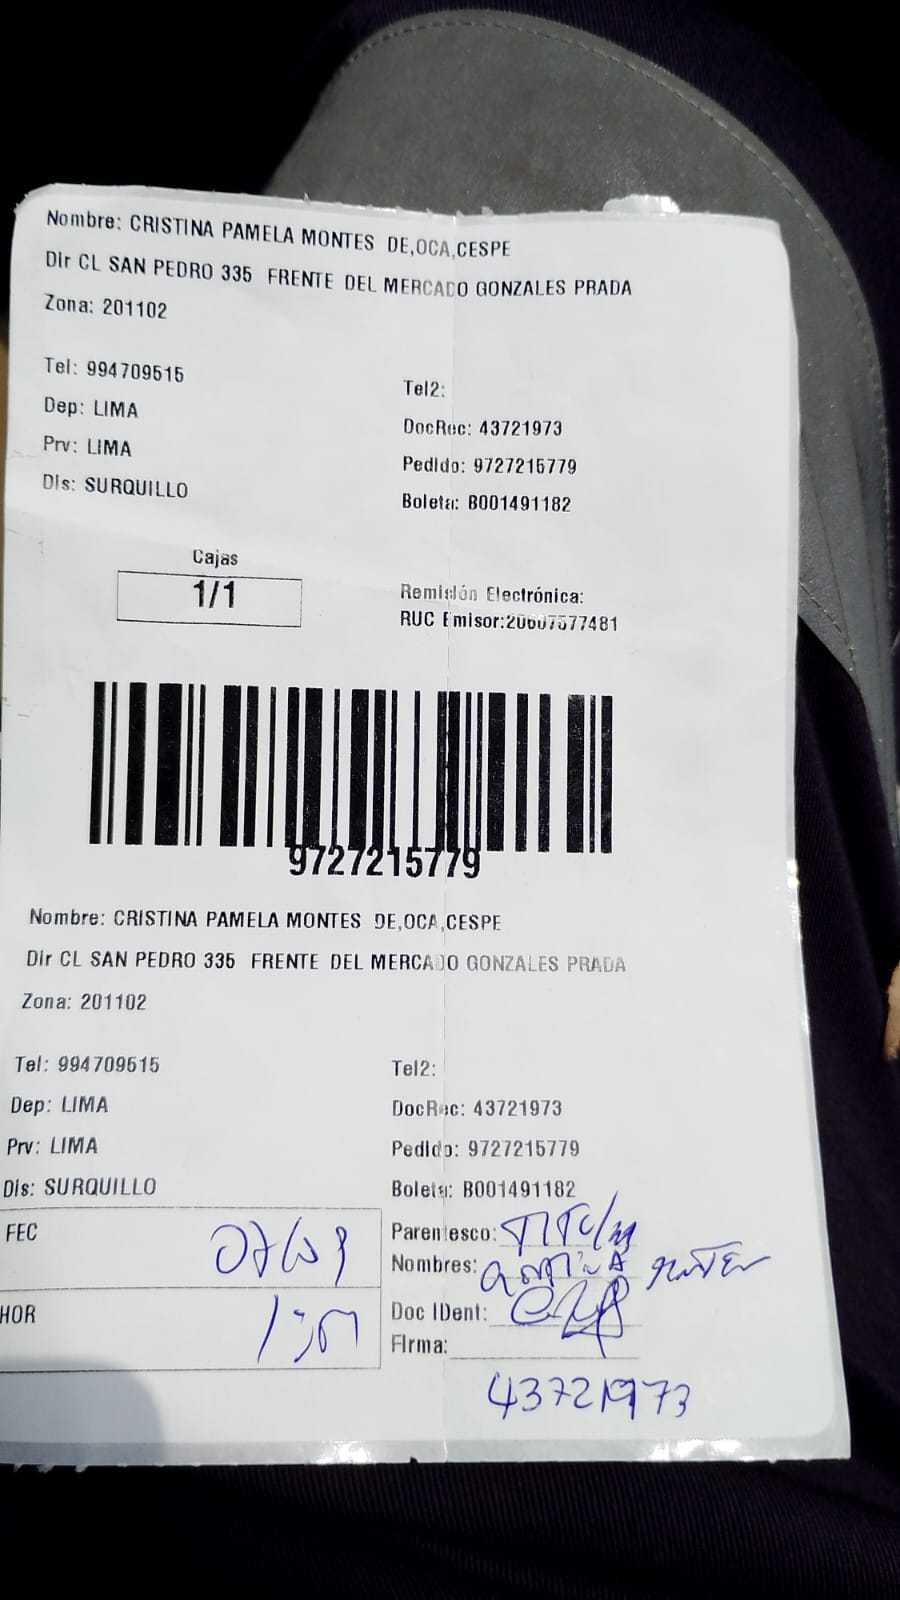 Nombre: CRISTINA PAMELA MONTES DE,OCA,CESPE
Dir CL SAN PEDRO 335 FRENTE DEL MERCADO GONZALES PRADA
Zona: 201102
Tel: 994709515
Tel2:
Dep: LIMA
DocRec: 43721973
Prv: LIMA
Pedido: 9727215779
Dis: SURQUILLO
Boleta: B001491182
Cajas
1/1
Remisión Electrónica:
RUC Emisor:20607577481
9727215779
Nombre: CRISTINA PAMELA MONTES DE,OCA,CESPE
Dir CL SAN PEDRO 335 FRENTE DEL MERCADO GONZALES PRADA
Zona: 201102
Tel: 994709515
Tel2:
Dep: LIMA
DocRec: 43721973
Prv: LIMA
Pedido: 9727215779
Dis: SURQUILLO
Boleta: B001491182
FEC
Parentesco:
Nombres:
HOR
Doc IDent:
Firma:
43721973